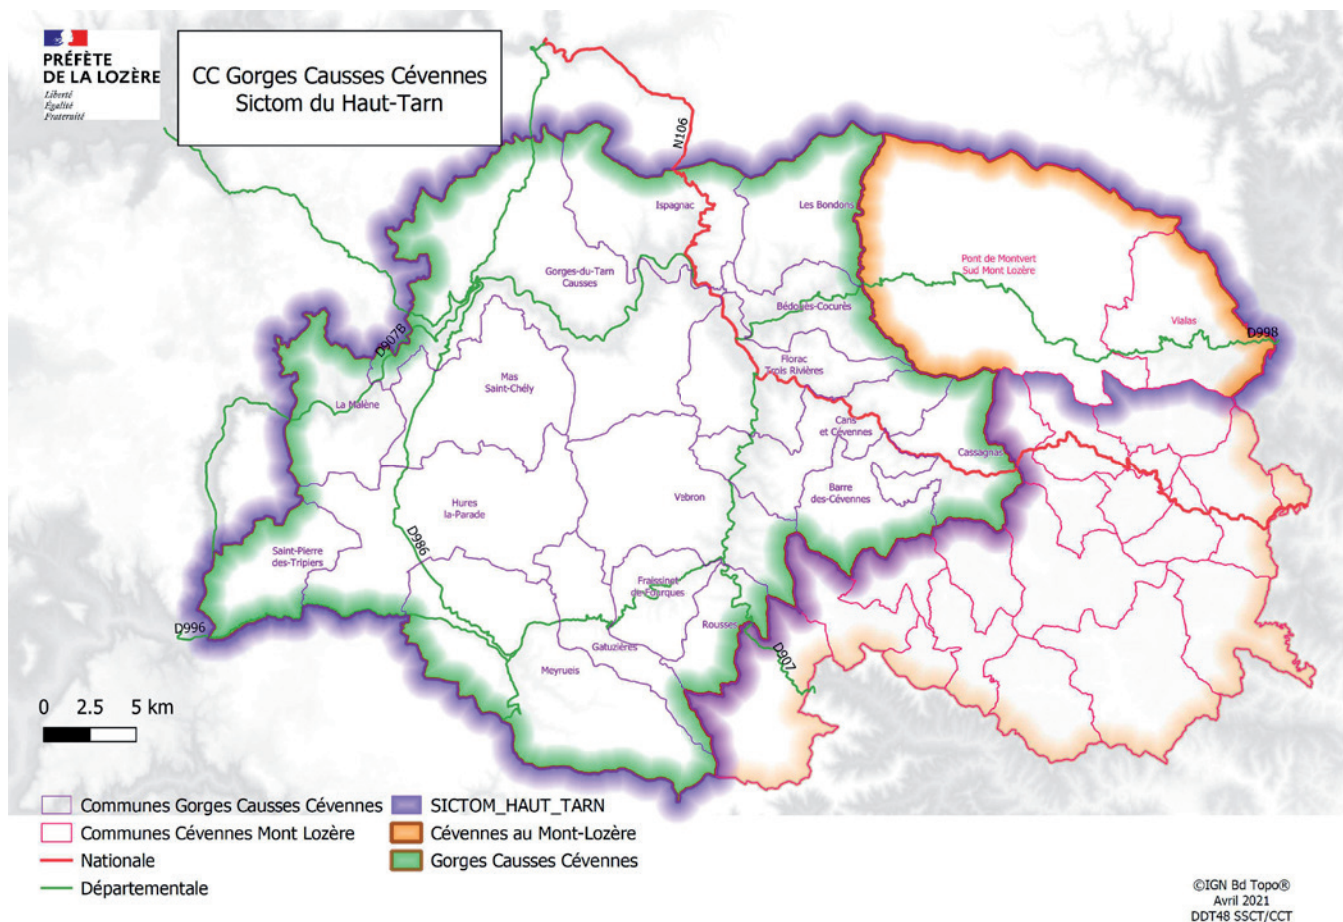 PRÉFÈTE
DE LA LOZÈRE
Liberté
Égalité
Fraternité
CC Gorges Causses Cévennes
Sictom du Haut-Tarn
N106
Ispagnac
Les Bondons
Gorges-du-Tarn
Causses
Pont de Montvert
Sud Mont Lozère
Bédouès-Cocurès
Vialas
D998
D907B
Florac
Trois Rivières
Mas
Saint-Chély
La Malène
Cans
et Cévennes
Cassagnas
Barre
des-Cévennes
Vebron
Hures
la-Parade
D986
Saint-Pierre
des-Tripiers
Fraissinet
de-Fourques
D996
Rousses
Gatuzières
D907
Meyrueis
0 2.5 5 km
Communes Gorges Causses Cévennes
Communes Cévennes Mont Lozère
Nationale
Départementale
SICTOM_HAUT_TARN
Cévennes au Mont-Lozère
Gorges Causses Cévennes
©IGN Bd Topo®
Avril 2021
DDT48 SSCT/CCT